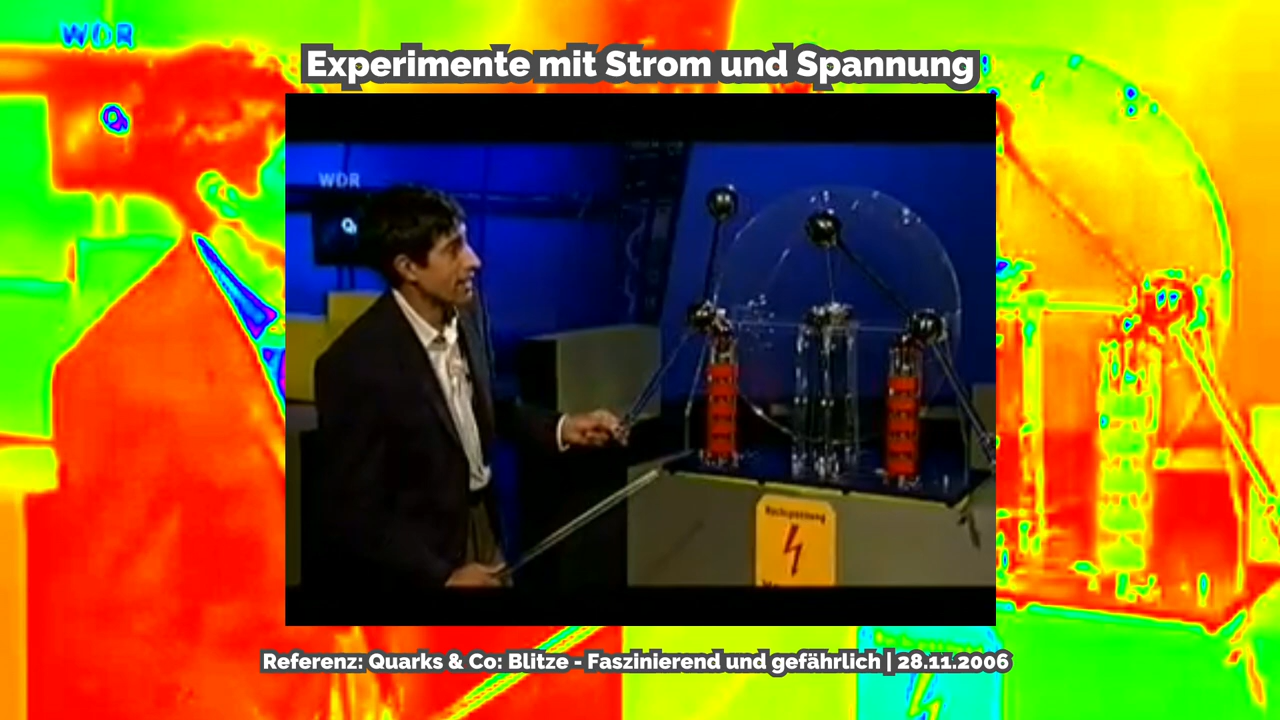 WDR
Experimente mit Strom und Spannung
WDR
Hochspannung
Referenz: Quarks & Co: Blitze - Faszinierend und gefährlich | 28.11.2006